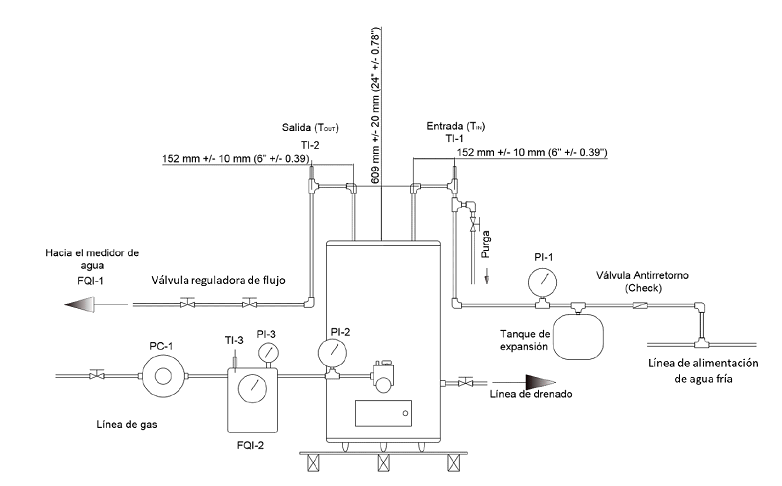 609 mm +/- 20 mm (24" +/- 0.78")
Salida (TOUT)
TI-2
152 mm +/- 10 mm (6" +/- 0.39)
Entrada (TIN)
TI-1
152 mm +/- 10 mm (6" +/- 0.39")
Purga
Hacia el medidor de
agua
FQI-1
Válvula reguladora de flujo
PI-1
Válvula Antirretorno
(Check)
Tanque de
expansión
Línea de alimentación
de agua fría
PC-1
TI-3
PI-3
PI-2
Línea de drenado
Línea de gas
FQI-2